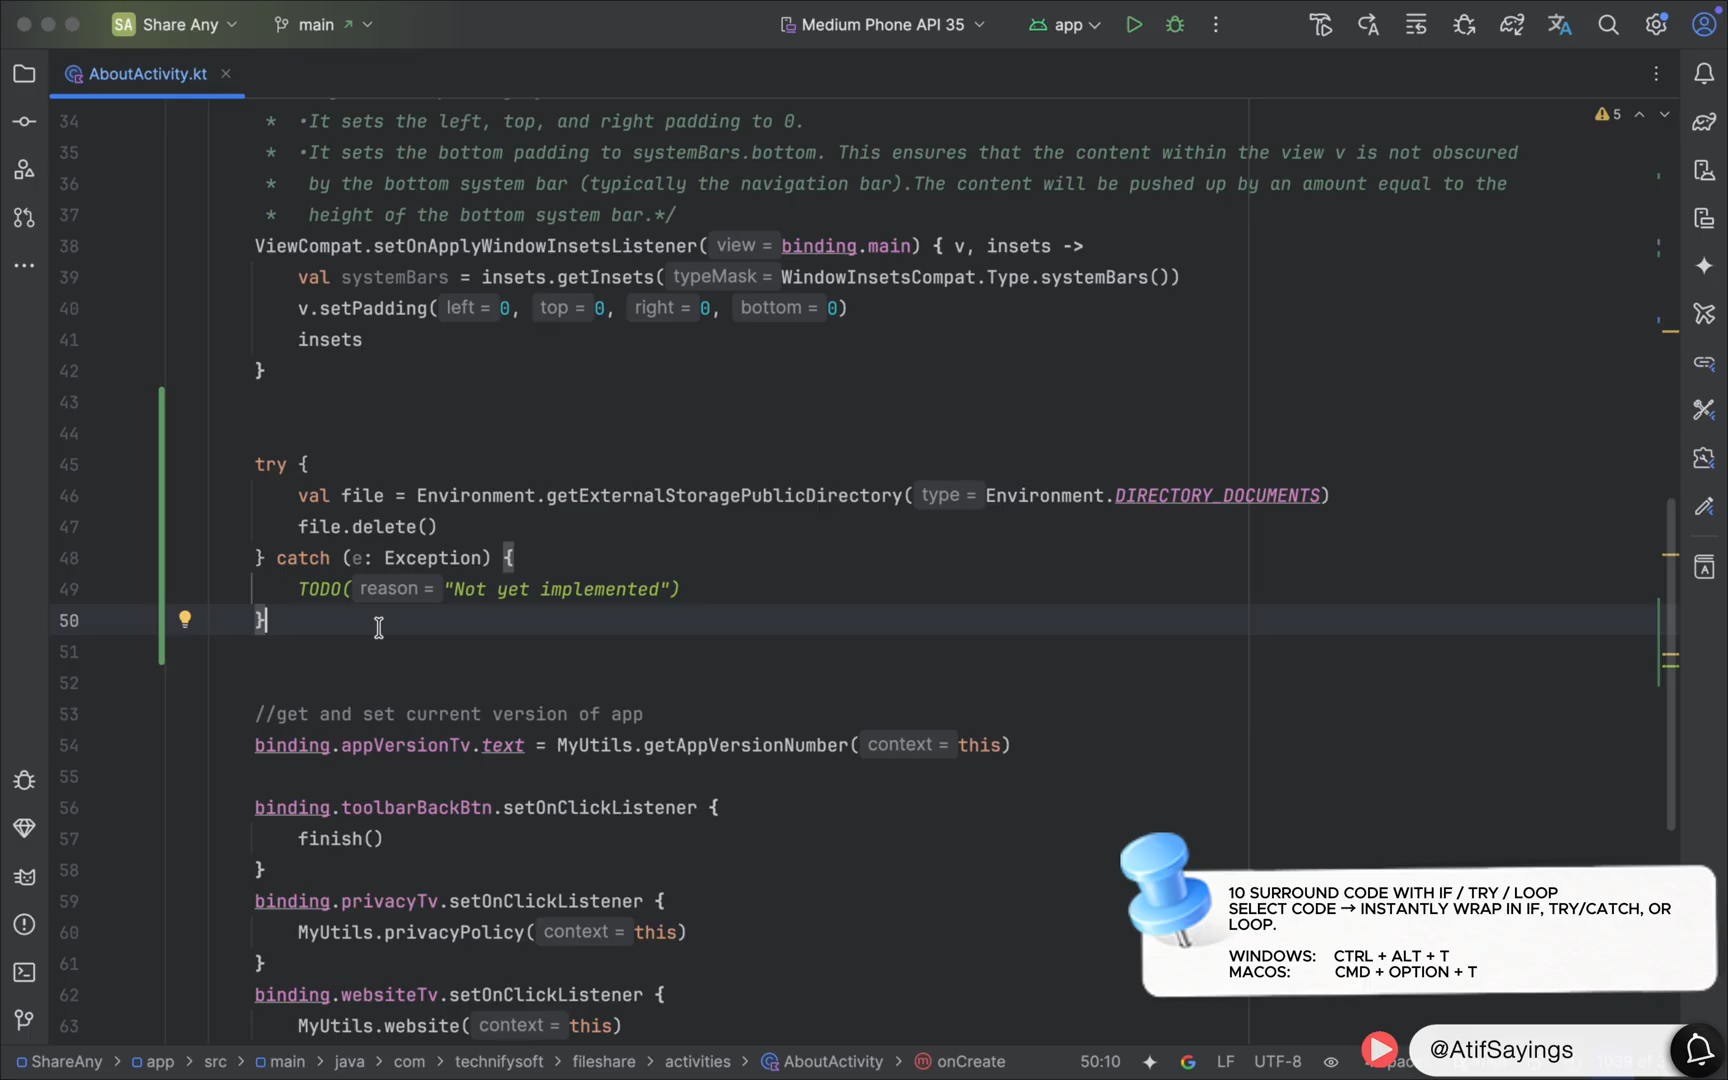 SA Share Any main Medium Phone API 35 app
AboutActivity.kt
34 * •It sets the left, top, and right padding to 0.
35 * •It sets the bottom padding to systemBars.bottom. This ensures that the content within the view v is not obscured
36 * by the bottom system bar (typically the navigation bar).The content will be pushed up by an amount equal to the
37 * height of the bottom system bar.*/
38 ViewCompat.setOnApplyWindowInsetsListener( view = binding.main) { v, insets ->
39 val systemBars = insets.getInsets( typeMask = WindowInsetsCompat.Type.systemBars())
40 v.setPadding( left = 0, top = 0, right = 0, bottom = 0)
41 insets
42 }
43
44
45 try {
46 val file = Environment.getExternalStoragePublicDirectory( type = Environment.DIRECTORY_DOCUMENTS)
47 file.delete()
48 } catch (e: Exception) {
49 TODO( reason = "Not yet implemented")
50 }
51
52
53 //get and set current version of app
54 binding.appVersionTv.text = MyUtils.getAppVersionNumber( context = this)
55
56 binding.toolbarBackBtn.setOnClickListener {
57 finish()
58 }
59 binding.privacyTv.setOnClickListener {
60 MyUtils.privacyPolicy( context = this)
61 }
62 binding.websiteTv.setOnClickListener {
63 MyUtils.website( context = this)
5
10 SURROUND CODE WITH IF / TRY / LOOP
SELECT CODE → INSTANTLY WRAP IN IF, TRY/CATCH, OR
LOOP.
WINDOWS: CTRL + ALT + T
MACOS: CMD + OPTION + T
ShareAny > app > src > main > java > com > technifysoft > fileshare > activities > AboutActivity > onCreate 50:10 LF UTF-8
@AtifSayings